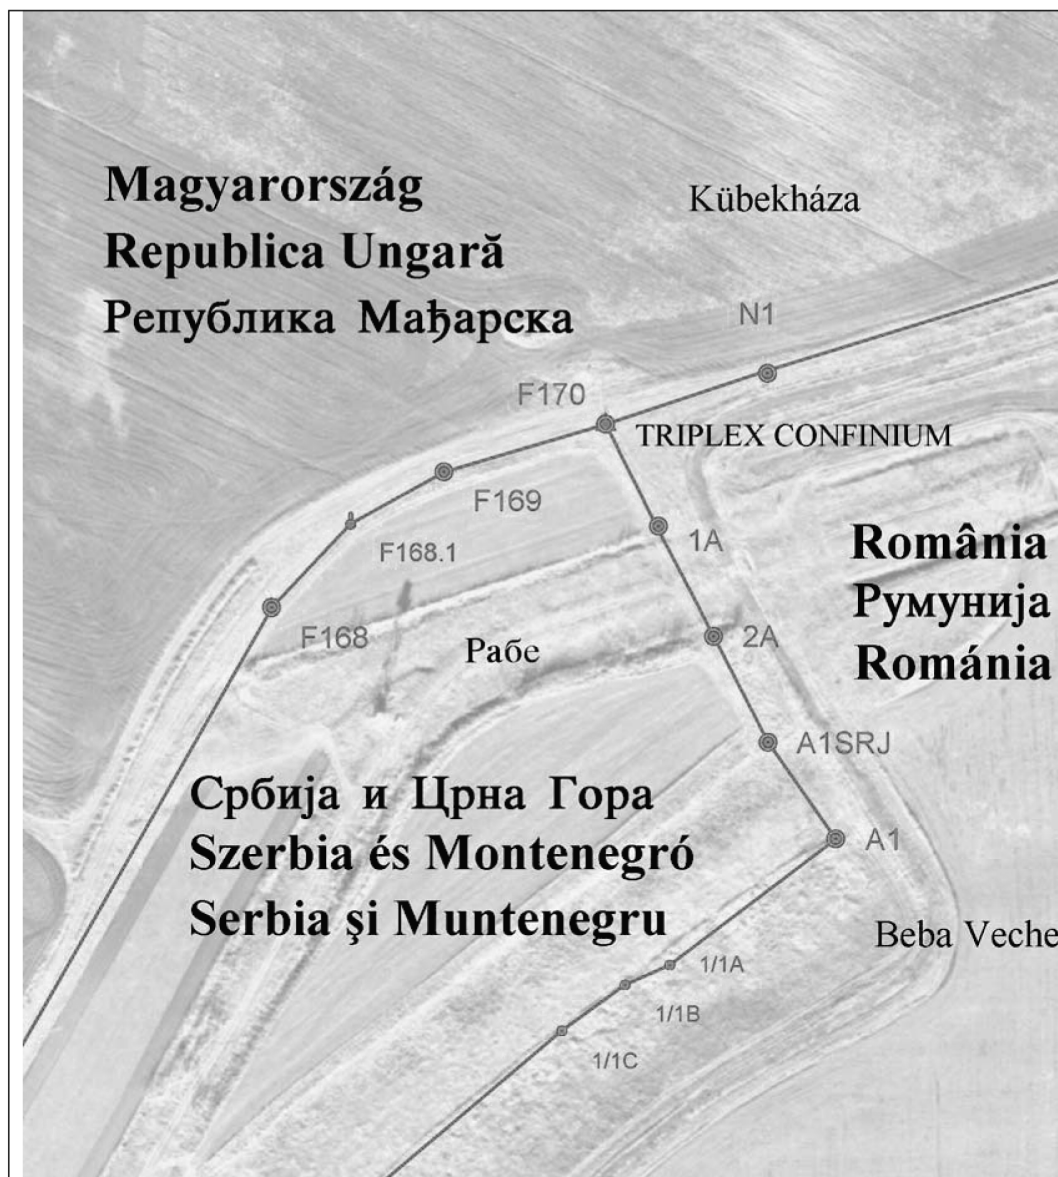 Magyarország
Kübekháza
Republica Ungară
Република Мађарска
N1
F170
TRIPLEX CONFINIUM
F169
1A
România
F168.1
Румунија
F168
2A
Рабе
Románia
A1SRJ
Србија и Црна Гора
A1
Szerbia és Montenegró
Serbia şi Muntenegru
Beba Veche
1/1A
1/1B
1/1C